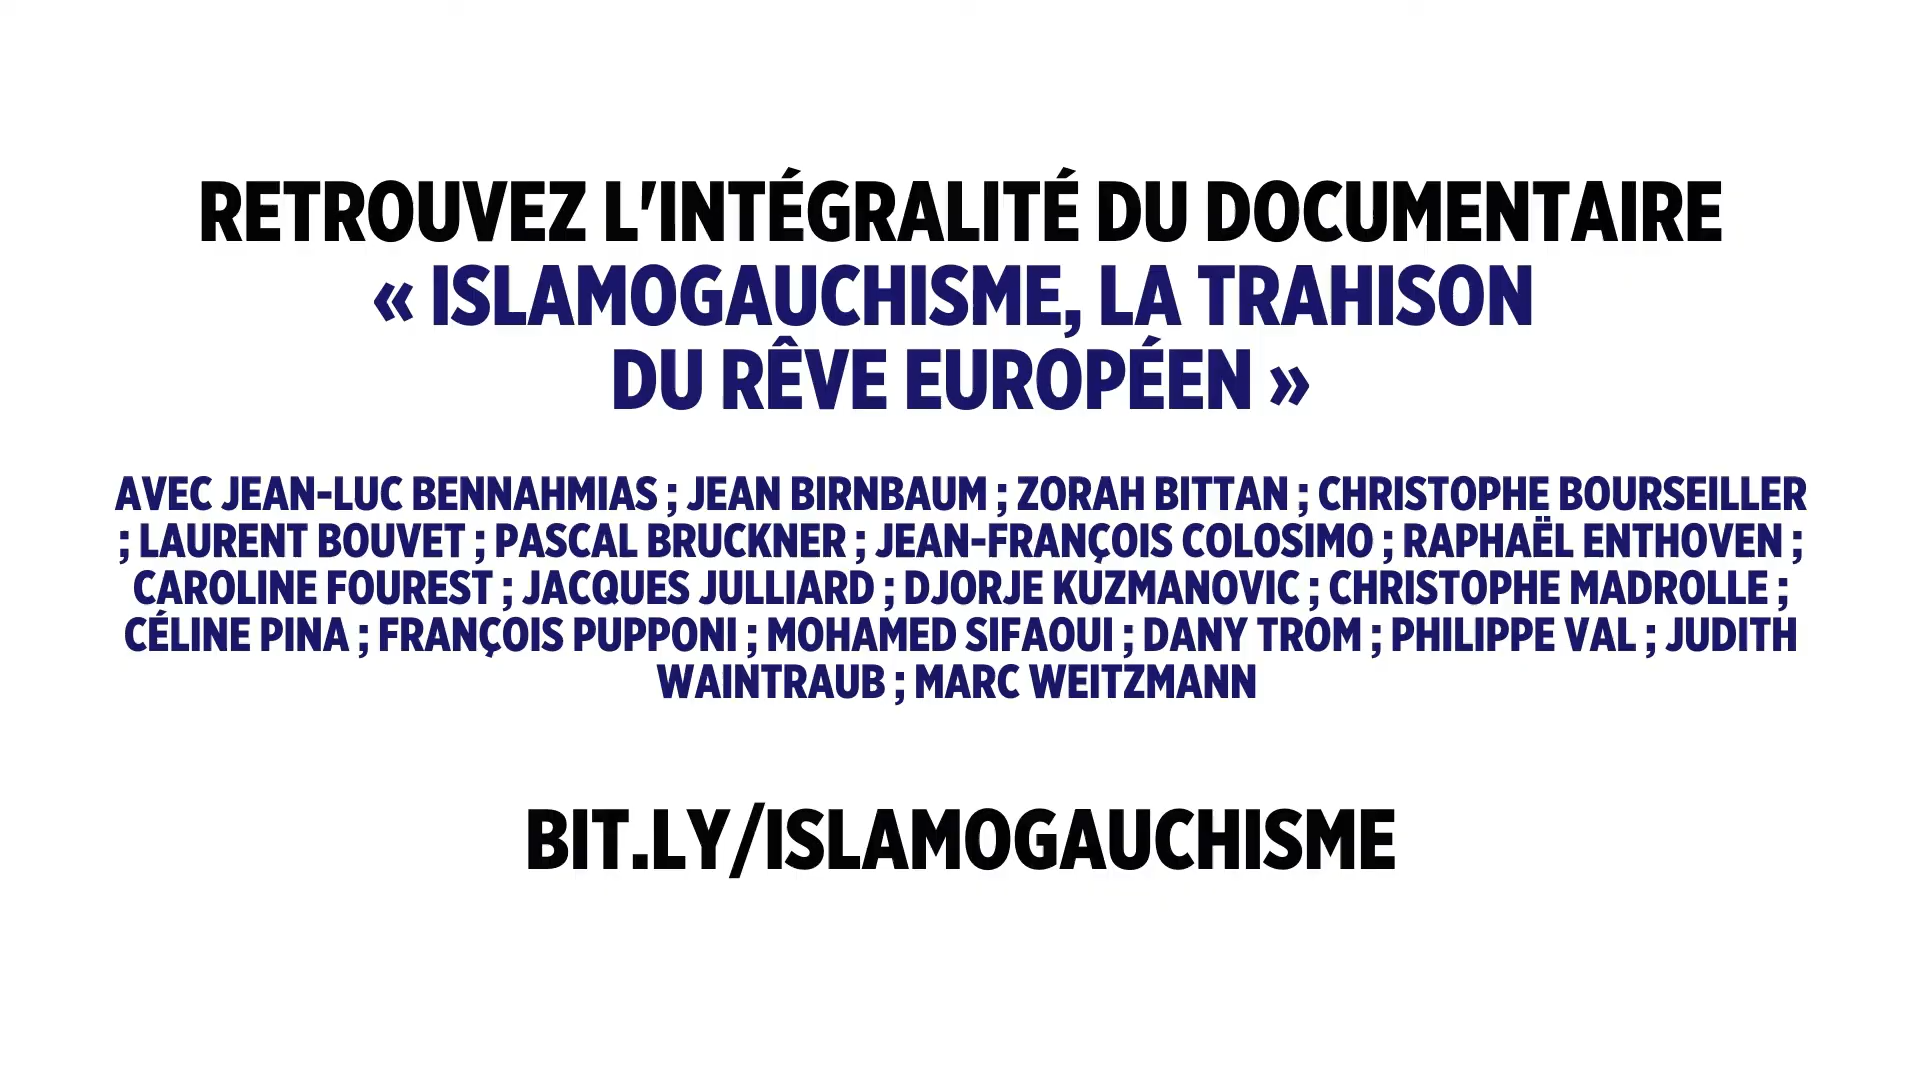 RETROUVEZ L'INTÉGRALITÉ DU DOCUMENTAIRE
« ISLAMOGAUCHISME, LA TRAHISON
DU RÊVE EUROPÉEN »
AVEC JEAN-LUC BENNAHMIAS ; JEAN BIRNBAUM ; ZORAH BITTAN ; CHRISTOPHE BOURSEILLER
; LAURENT BOUVET ; PASCAL BRUCKNER ; JEAN-FRANÇOIS COLOSIMO ; RAPHAËL ENTHOVEN ;
CAROLINE FOUREST ; JACQUES JULLIARD ; DJORJE KUZMANOVIC ; CHRISTOPHE MADROLLE ;
CÉLINE PINA ; FRANÇOIS PUPPONI ; MOHAMED SIFAOUI ; DANY TROM ; PHILIPPE VAL ; JUDITH
WAINTRAUB ; MARC WEITZMANN
BIT.LY/ISLAMOGAUCHISME